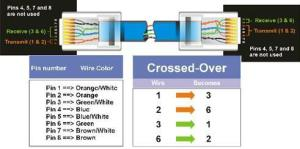 Pins 4, 5, 7 and 8
are not used
Receive (3 & 6)
Transmit (1 & 2)
Pins 4, 5, 7 and 8
are not used
Receive (3 & 6)
Transmit (1 & 2)
Pin number Wire Color
Pin 1 ==> Orange/White
Pin 2 ==> Orange
Pin 3 ==> Green/White
Pin 4 ==> Blue
Pin 5 ==> Blue/White
Pin 6 ==> Green
Pin 7 ==> Brown/White
Pin 8 ==> Brown
Crossed-Over
Wire Becomes
1 3
2 6
3 1
6 2